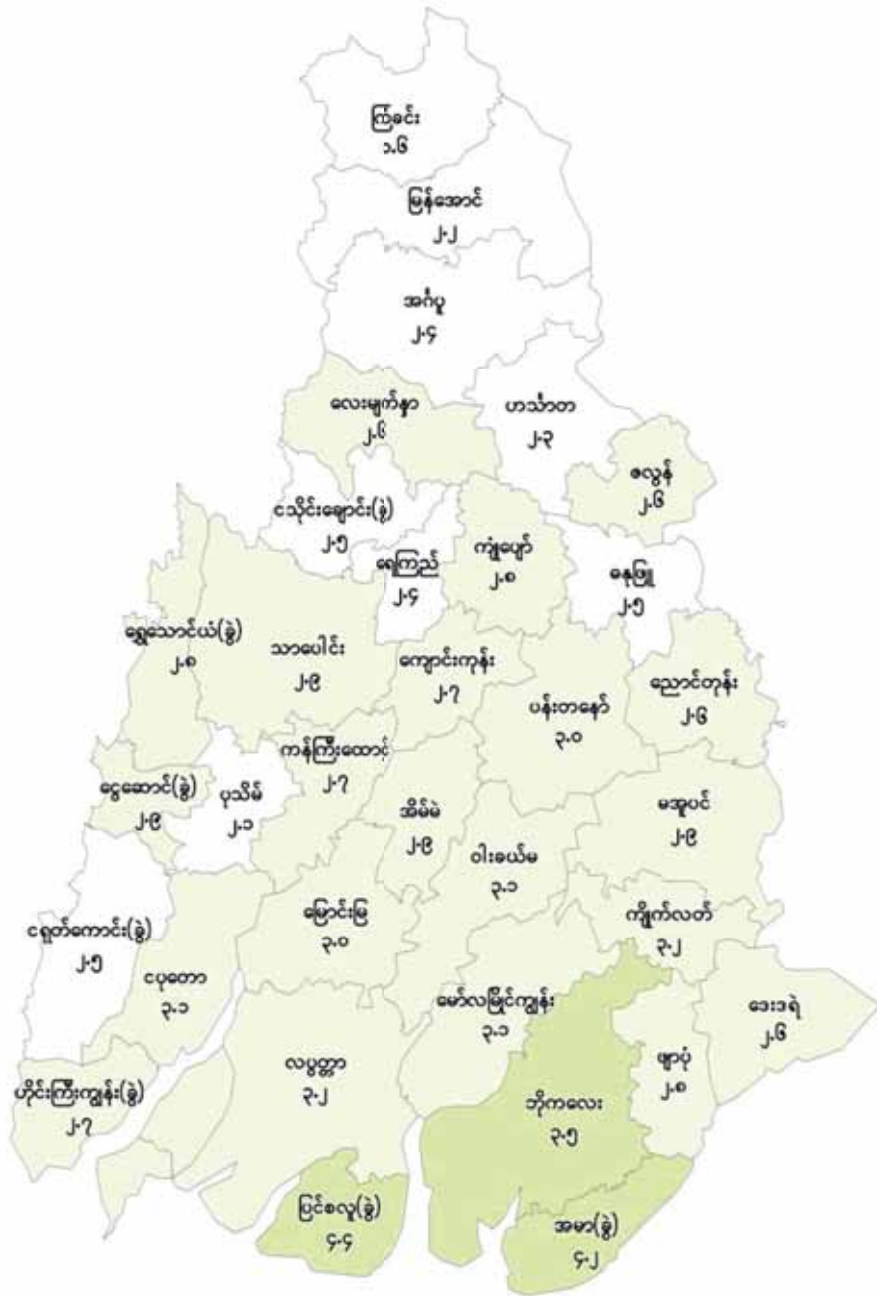 ကြံခင်း
၁.၆
မြန်အောင်
၂.၂
အင်္ဂပူ
၂.၄
လေးမျက်နှာ
၂.၆
ဟင်္သာတ
၂.၃
ဇလွန်
၂.၆
ငသိုင်းချောင်း(ခွဲ)
၂.၅
ရေကြည်
၂.၄
ကျုံပျော်
၂.၈
ဓနုဖြူ
၂.၅
ရွှေသောင်ယံ(ခွဲ)
၂.၈
သာပေါင်း
၂.၉
ကျောင်းကုန်း
၂.၇
ပန်းတနော်
၃.၀
ညောင်တုန်း
၂.၆
ငွေဆောင်(ခွဲ)
၂.၉
ပုသိမ်
၂.၁
ကန်ကြီးထောင့်
၂.၇
အိမ်မဲ
၂.၉
ဝါးခယ်မ
၃.၁
မအူပင်
၂.၉
ငရုတ်ကောင်း(ခွဲ)
၂.၅
ငပုတော
၃.၁
မြောင်းမြ
၃.၀
ကျိုက်လတ်
၃.၂
မော်လမြိုင်ကျွန်း
၃.၁
ဒေးဒရဲ
၂.၆
ဟိုင်းကြီးကျွန်း(ခွဲ)
၂.၇
လပွတ္တာ
၃.၂
ဘိုကလေး
၃.၅
ဖျာပုံ
၂.၈
ပြင်စလူ(ခွဲ)
၄.၄
အမာ(ခွဲ)
၄.၂